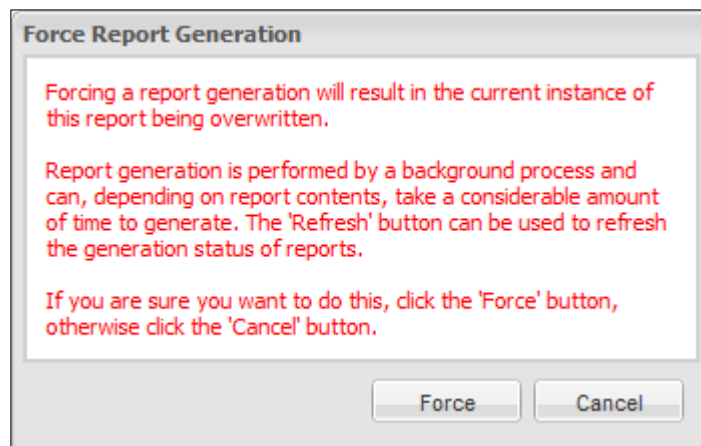 Force Report Generation
Forcing a report generation will result in the current instance of
this report being overwritten.
Report generation is performed by a background process and
can, depending on report contents, take a considerable amount
of time to generate. The 'Refresh' button can be used to refresh
the generation status of reports.
If you are sure you want to do this, click the 'Force' button,
otherwise click the 'Cancel' button.
Force
Cancel